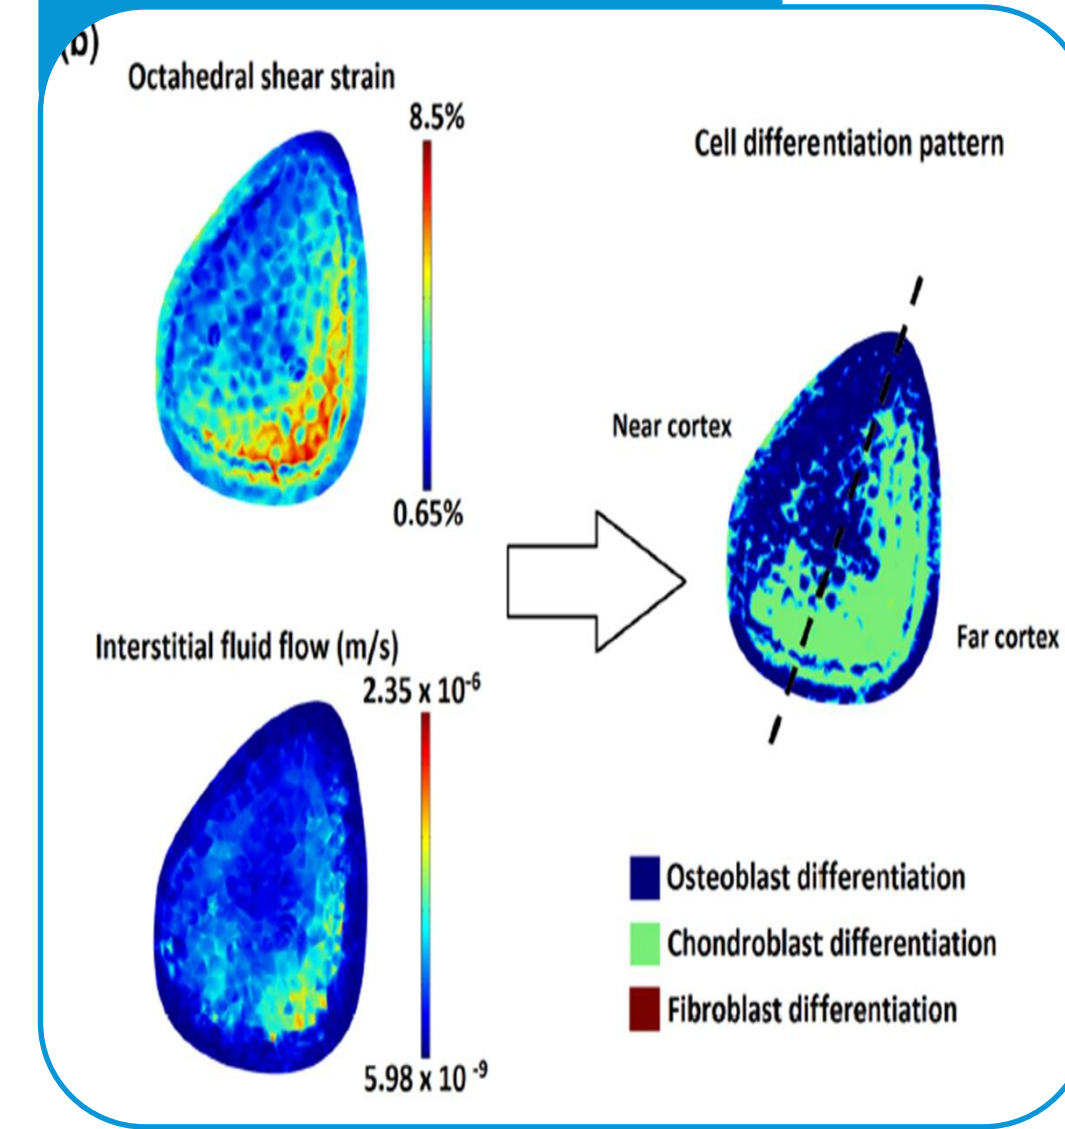 (b)
Octahedral shear strain
8.5%
0.65%
Cell differentiation pattern
Near cortex
Far cortex
Interstitial fluid flow (m/s)
2.35 x 10⁻⁶
5.98 x 10 ⁻⁹
Osteoblast differentiation
Chondroblast differentiation
Fibroblast differentiation